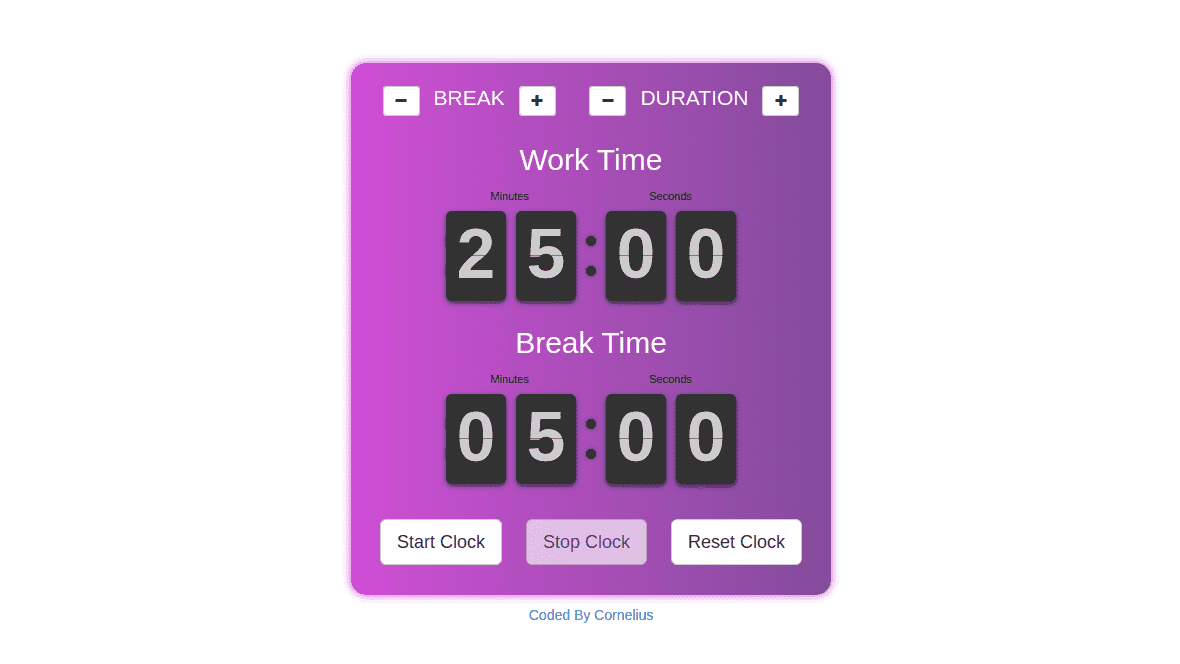 − BREAK + − DURATION +
Work Time
Minutes Seconds
25:00
Break Time
Minutes Seconds
05:00
Start Clock Stop Clock Reset Clock
Coded By Cornelius